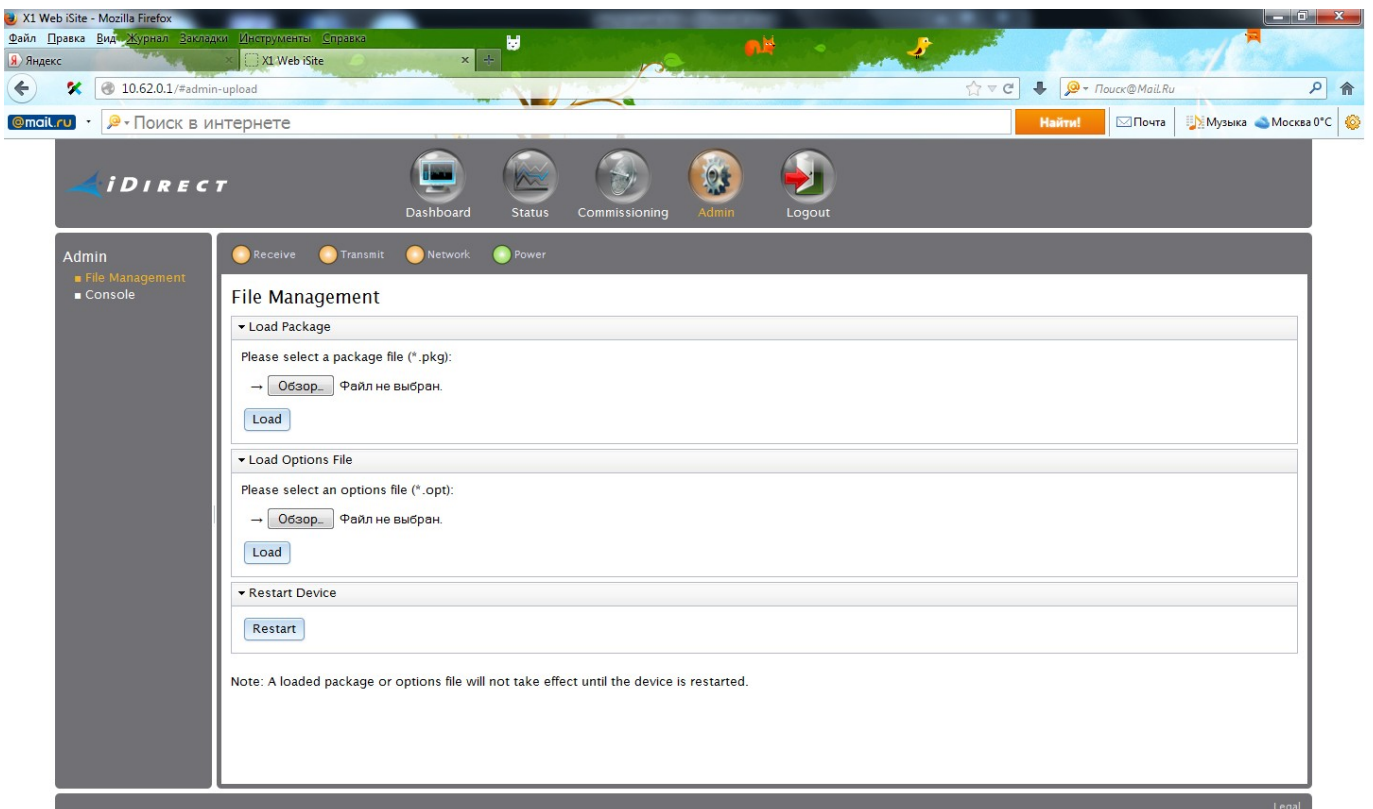 X1 Web iSite - Mozilla Firefox
Файл Правка Вид Журнал Закладки Инструменты Справка
Яндекс × X1 Web iSite × +
10.62.0.1/#admin-upload Поиск@Mail.Ru
@mail.ru Поиск в интернете Найти! Почта Музыка Москва 0°C
iDIRECT
Dashboard Status Commissioning Admin Logout
Admin
File Management
Console
Receive Transmit Network Power
File Management
Load Package
Please select a package file (*.pkg):
→ Обзор... Файл не выбран.
Load
Load Options File
Please select an options file (*.opt):
→ Обзор... Файл не выбран.
Load
Restart Device
Restart
Note: A loaded package or options file will not take effect until the device is restarted.
Legal